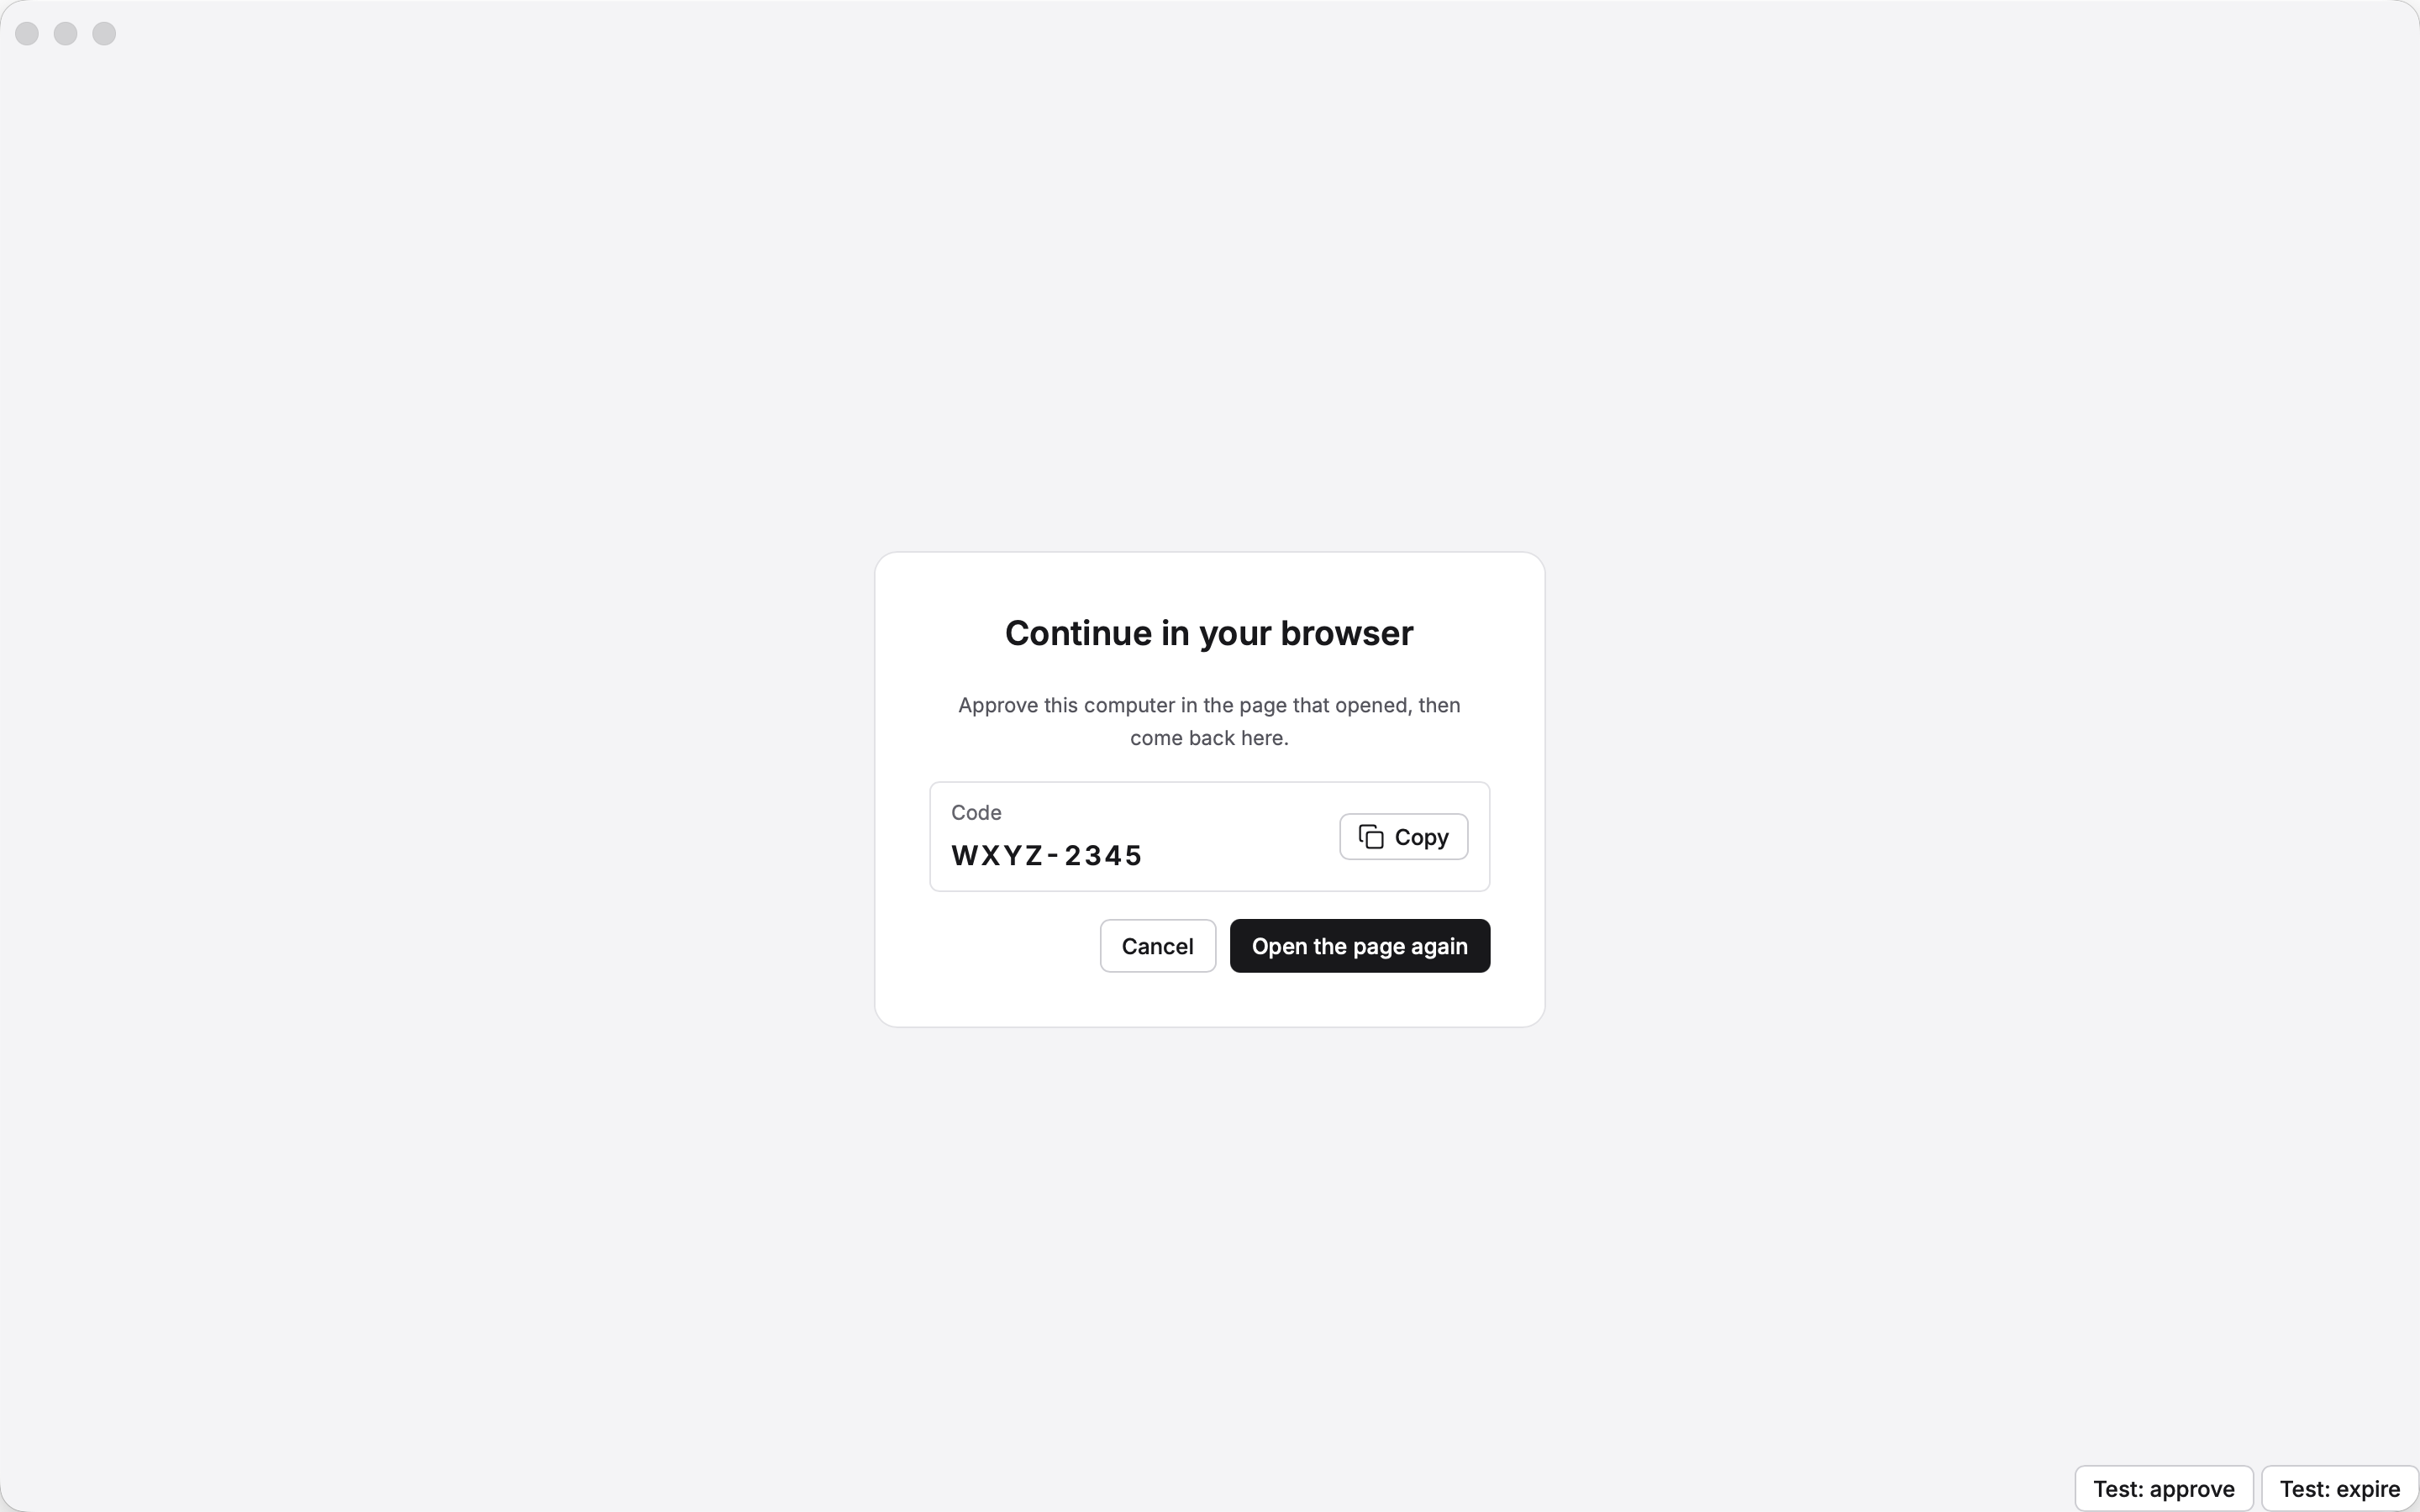 Continue in your browser
Approve this computer in the page that opened, then
come back here.
Code
WXYZ-2345
Copy
Cancel
Open the page again
Test: approve
Test: expire